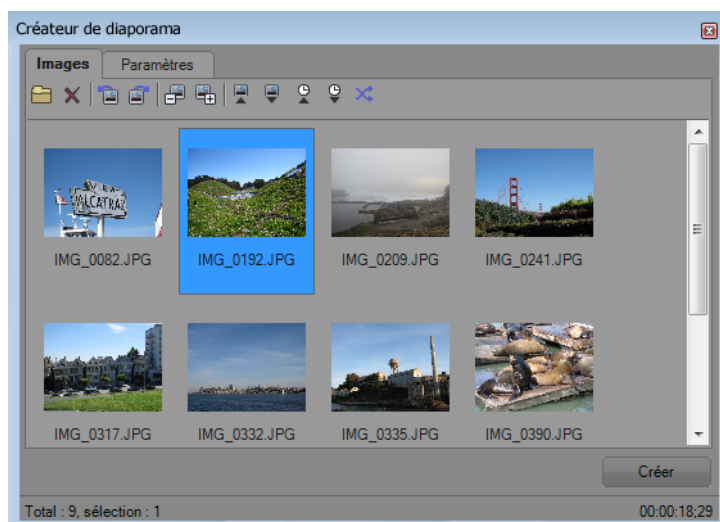 Créateur de diaporama
Images Paramètres
ALCATRAZ
IMG_0082.JPG IMG_0192.JPG IMG_0209.JPG IMG_0241.JPG
IMG_0317.JPG IMG_0332.JPG IMG_0335.JPG IMG_0390.JPG
Créer
Total : 9, sélection : 1 00:00:18;29